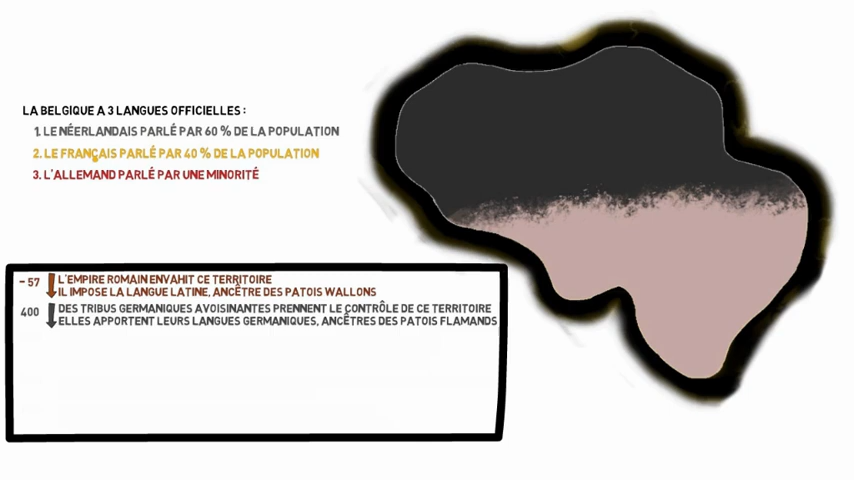 LA BELGIQUE A 3 LANGUES OFFICIELLES :
1. LE NÉERLANDAIS PARLÉ PAR 60 % DE LA POPULATION
2. LE FRANÇAIS PARLÉ PAR 40 % DE LA POPULATION
3. L'ALLEMAND PARLÉ PAR UNE MINORITÉ
- 57 L'EMPIRE ROMAIN ENVAHIT CE TERRITOIRE
IL IMPOSE LA LANGUE LATINE, ANCÊTRE DES PATOIS WALLONS
400 DES TRIBUS GERMANIQUES AVOISINANTES PRENNENT LE CONTRÔLE DE CE TERRITOIRE
ELLES APPORTENT LEURS LANGUES GERMANIQUES, ANCÊTRES DES PATOIS FLAMANDS